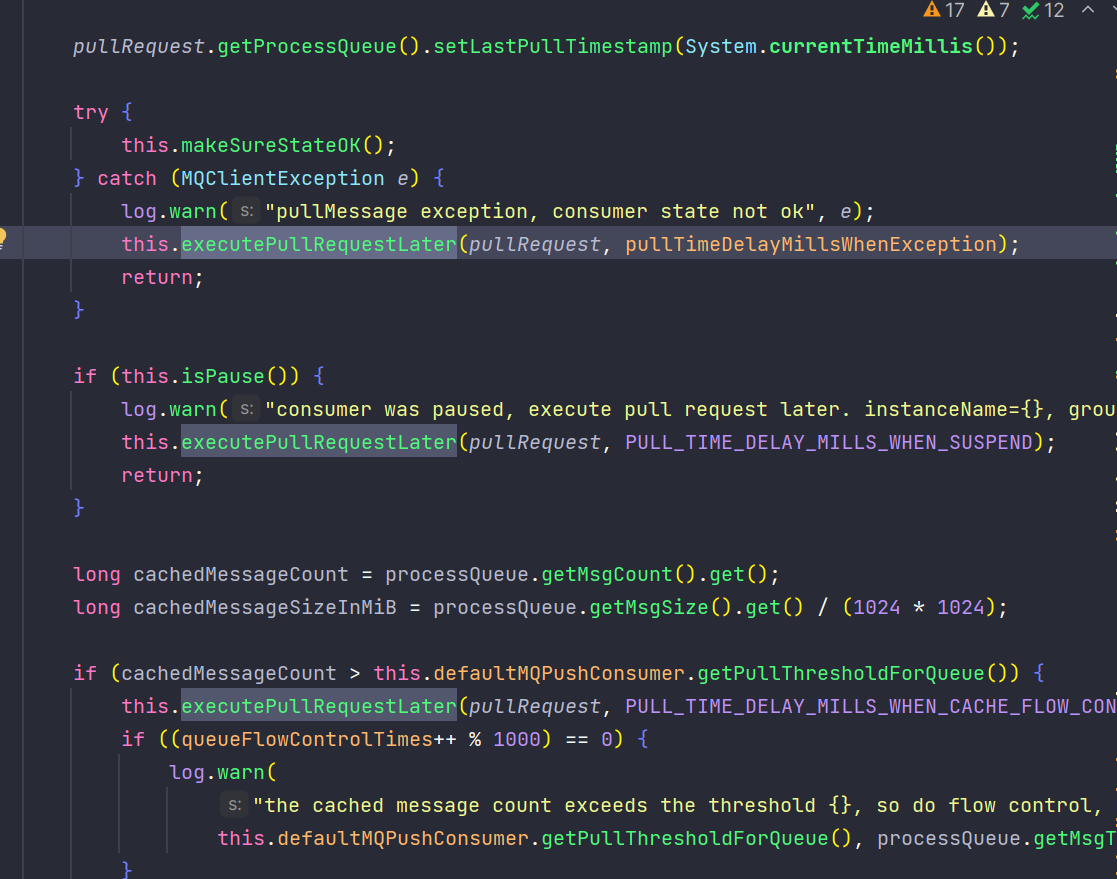 17 7 12
pullRequest.getProcessQueue().setLastPullTimestamp(System.currentTimeMillis());
try {
this.makeSureStateOK();
} catch (MQClientException e) {
log.warn( s: "pullMessage exception, consumer state not ok", e);
this.executePullRequestLater(pullRequest, pullTimeDelayMillsWhenException);
return;
}
if (this.isPause()) {
log.warn( s: "consumer was paused, execute pull request later. instanceName={}, grou
this.executePullRequestLater(pullRequest, PULL_TIME_DELAY_MILLS_WHEN_SUSPEND);
return;
}
long cachedMessageCount = processQueue.getMsgCount().get();
long cachedMessageSizeInMiB = processQueue.getMsgSize().get() / (1024 * 1024);
if (cachedMessageCount > this.defaultMQPushConsumer.getPullThresholdForQueue()) {
this.executePullRequestLater(pullRequest, PULL_TIME_DELAY_MILLS_WHEN_CACHE_FLOW_CON
if ((queueFlowControlTimes++ % 1000) == 0) {
log.warn(
s: "the cached message count exceeds the threshold {}, so do flow control,
this.defaultMQPushConsumer.getPullThresholdForQueue(), processQueue.getMsgT
}